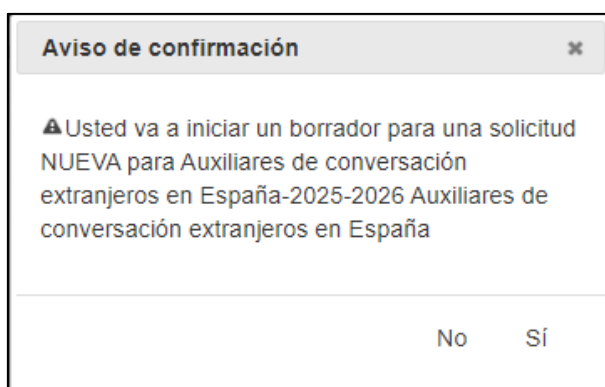 Aviso de confirmación
Usted va a iniciar un borrador para una solicitud
NUEVA para Auxiliares de conversación
extranjeros en España-2025-2026 Auxiliares de
conversación extranjeros en España
No Sí